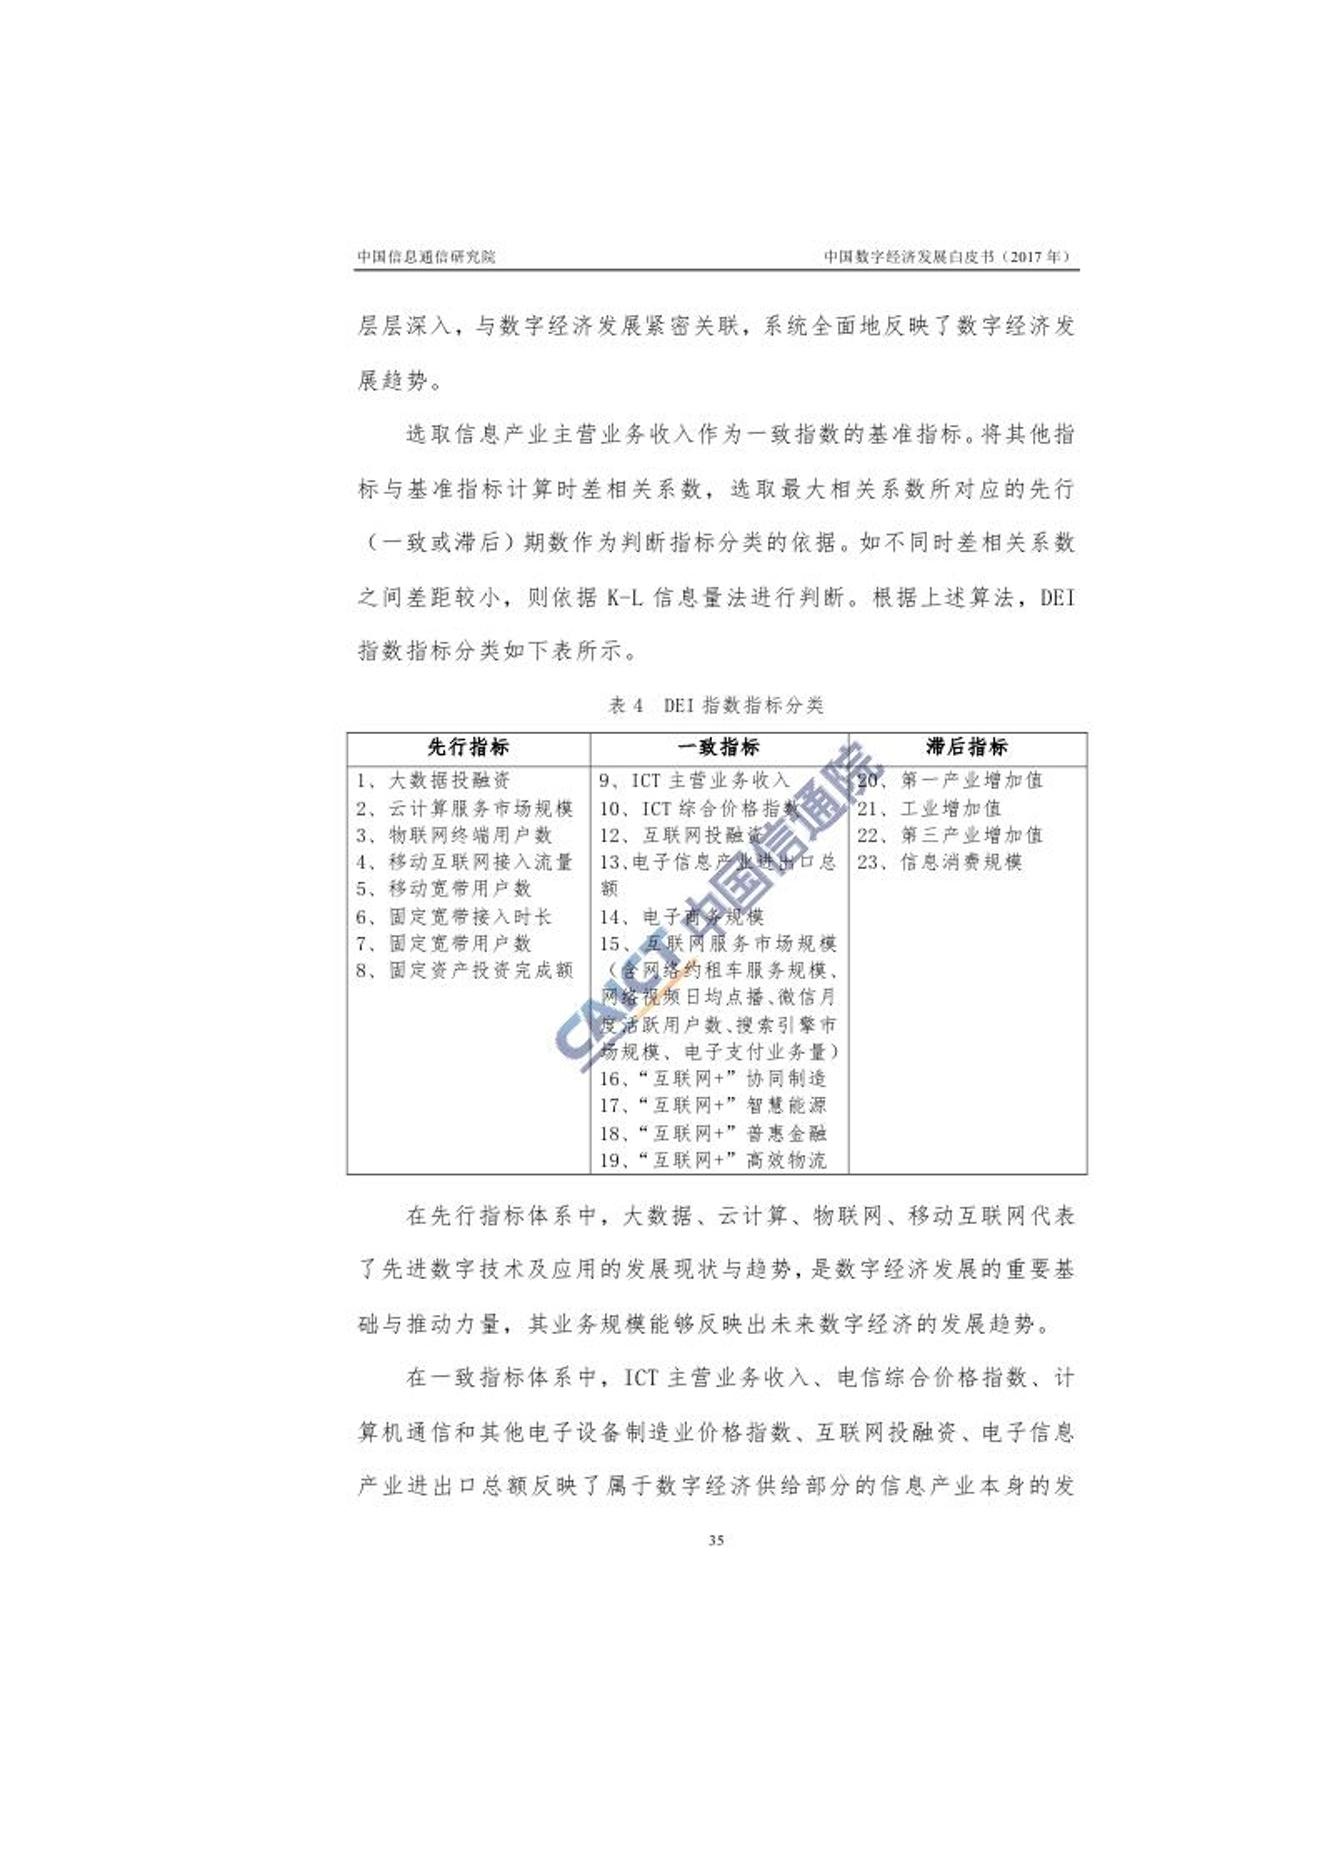 中国信息通信研究院 中国数字经济发展白皮书（2017 年）
层层深入，与数字经济发展紧密关联，系统全面地反映了数字经济发
展趋势。
选取信息产业主营业务收入作为一致指数的基准指标。将其他指
标与基准指标计算时差相关系数，选取最大相关系数所对应的先行
（一致或滞后）期数作为判断指标分类的依据。如不同时差相关系数
之间差距较小，则依据 K-L 信息量法进行判断。根据上述算法，DEI
指数指标分类如下表所示。
表 4 DEI 指数指标分类
先行指标 一致指标 滞后指标
1、大数据投融资
2、云计算服务市场规模
3、物联网终端用户数
4、移动互联网接入流量
5、移动宽带用户数
6、固定宽带接入时长
7、固定宽带用户数
8、固定资产投资完成额
9、ICT 主营业务收入
10、ICT 综合价格指数
12、互联网投融资
13、电子信息产业进出口总
额
14、电子商务规模
15、互联网服务市场规模
（含网络约租车服务规模、
网络视频日均点播、微信月
度活跃用户数、搜索引擎市
场规模、电子支付业务量）
16、“互联网+”协同制造
17、“互联网+”智慧能源
18、“互联网+”普惠金融
19、“互联网+”高效物流
20、第一产业增加值
21、工业增加值
22、第三产业增加值
23、信息消费规模
CAICT 中国信通院
在先行指标体系中，大数据、云计算、物联网、移动互联网代表
了先进数字技术及应用的发展现状与趋势，是数字经济发展的重要基
础与推动力量，其业务规模能够反映出未来数字经济的发展趋势。
在一致指标体系中，ICT 主营业务收入、电信综合价格指数、计
算机通信和其他电子设备制造业价格指数、互联网投融资、电子信息
产业进出口总额反映了属于数字经济供给部分的信息产业本身的发
35